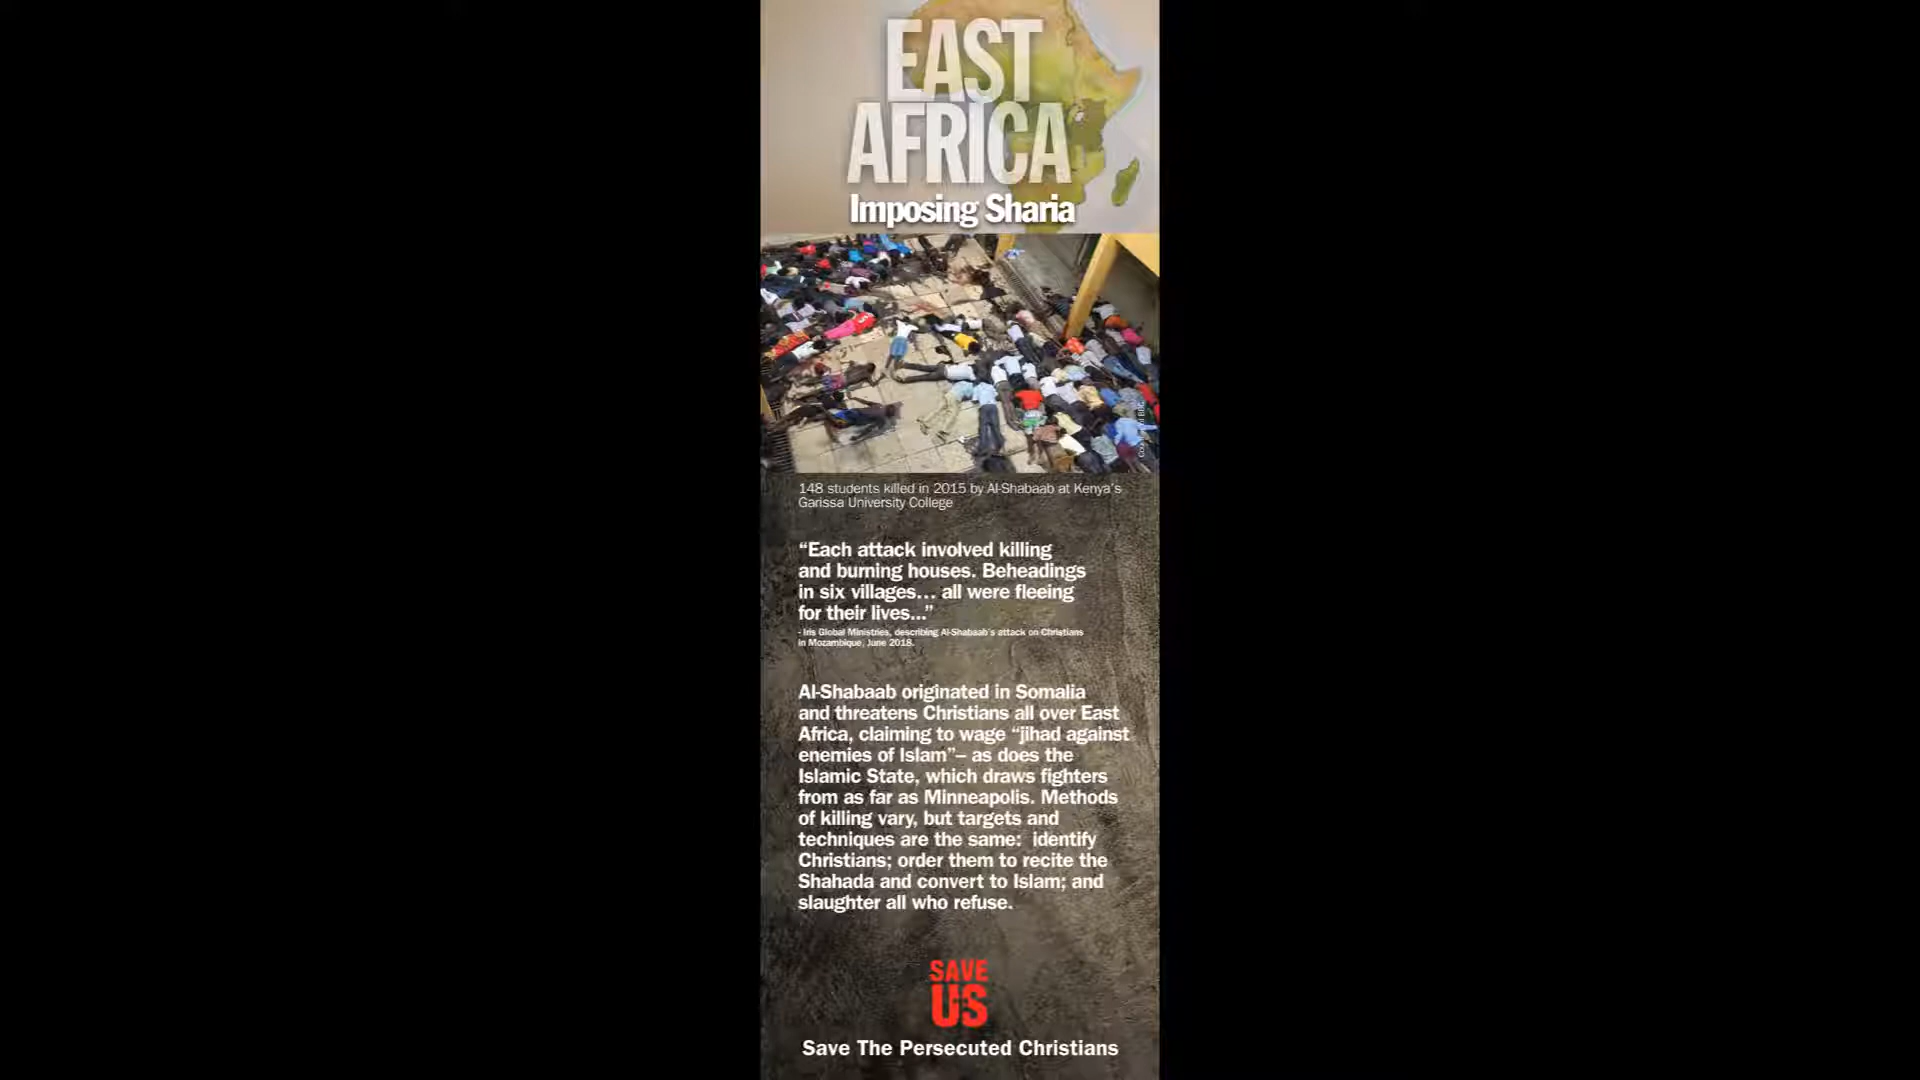 EAST
AFRICA
Imposing Sharia
148 students killed in 2015 by Al-Shabaab at Kenya's
Garissa University College
“Each attack involved killing
and burning houses. Beheadings
in six villages… all were fleeing
for their lives...”
- Iris Global Ministries, describing Al-Shabaab's attack on Christians
in Mozambique, June 2018.
Al-Shabaab originated in Somalia
and threatens Christians all over East
Africa, claiming to wage “jihad against
enemies of Islam”– as does the
Islamic State, which draws fighters
from as far as Minneapolis. Methods
of killing vary, but targets and
techniques are the same:  identify
Christians; order them to recite the
Shahada and convert to Islam; and
slaughter all who refuse.
SAVE
US
Save The Persecuted Christians